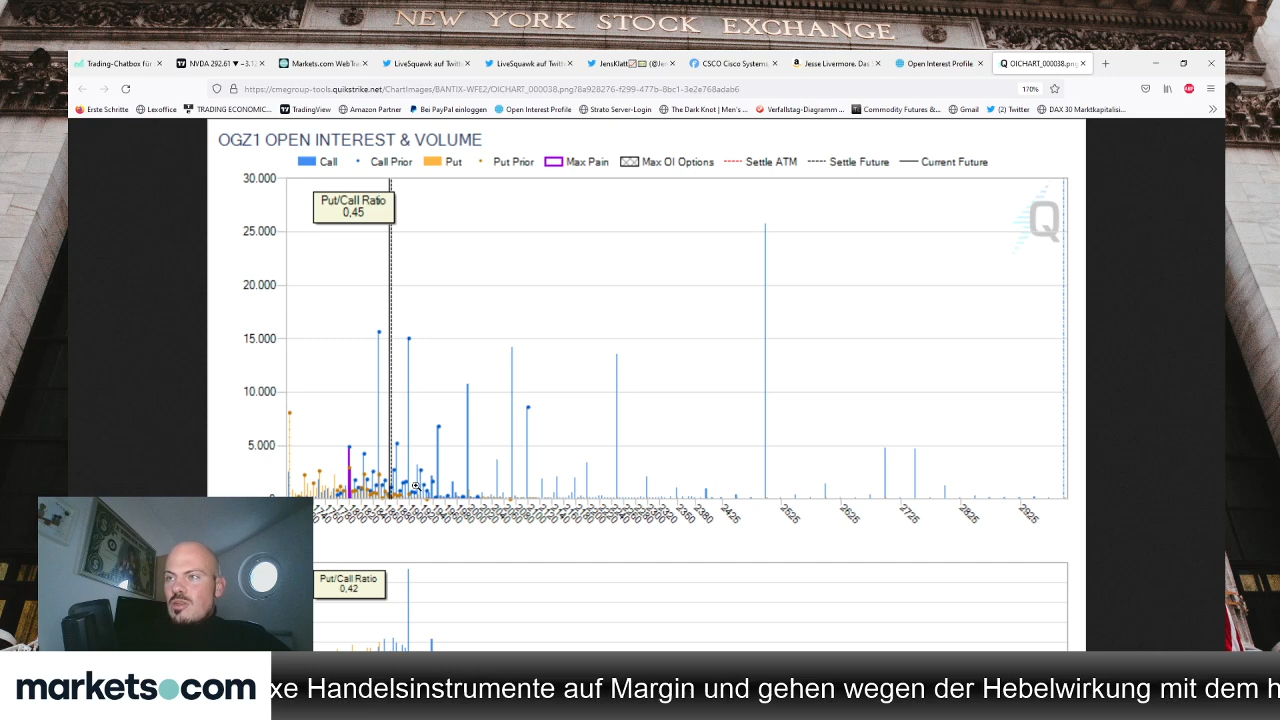 NEW YORK STOCK EXCHANGE
Trading-Chatbox für
NVDA 292.61 ▼ −3.1
Markets.com WebTra
LiveSquawk auf Twitt
LiveSquawk auf Twitt
JensKlatt
CSCO Cisco Systems,
Jesse Livermore, Das
Open Interest Profile
OICHART_000038.png
https://cmegroup-tools.quikstrike.net/ChartImages/BANTIX-WFE2/OICHART_000038.png?8a928276-f299-477b-8bc1-3e2e768adab6
170%
Erste Schritte
Lexoffice
TRADING ECONOMIC...
TradingView
Amazon Partner
Bei PayPal einloggen
Open Interest Profile
Strato Server-Login
The Dark Knot | Men's ...
Verfallstag-Diagramm ...
Commodity Futures &...
Gmail
(2) Twitter
DAX 30 Marktkapitalisi...
OGZ1 OPEN INTEREST & VOLUME
Call
Call Prior
Put
Put Prior
Max Pain
Max OI Options
Settle ATM
Settle Future
Current Future
30.000
25.000
20.000
15.000
10.000
5.000
Put/Call Ratio
0,45
Q
2425
2525
2625
2725
2825
2925
Put/Call Ratio
0,42
markets.com
xe Handelsinstrumente auf Margin und gehen wegen der Hebelwirkung mit dem h